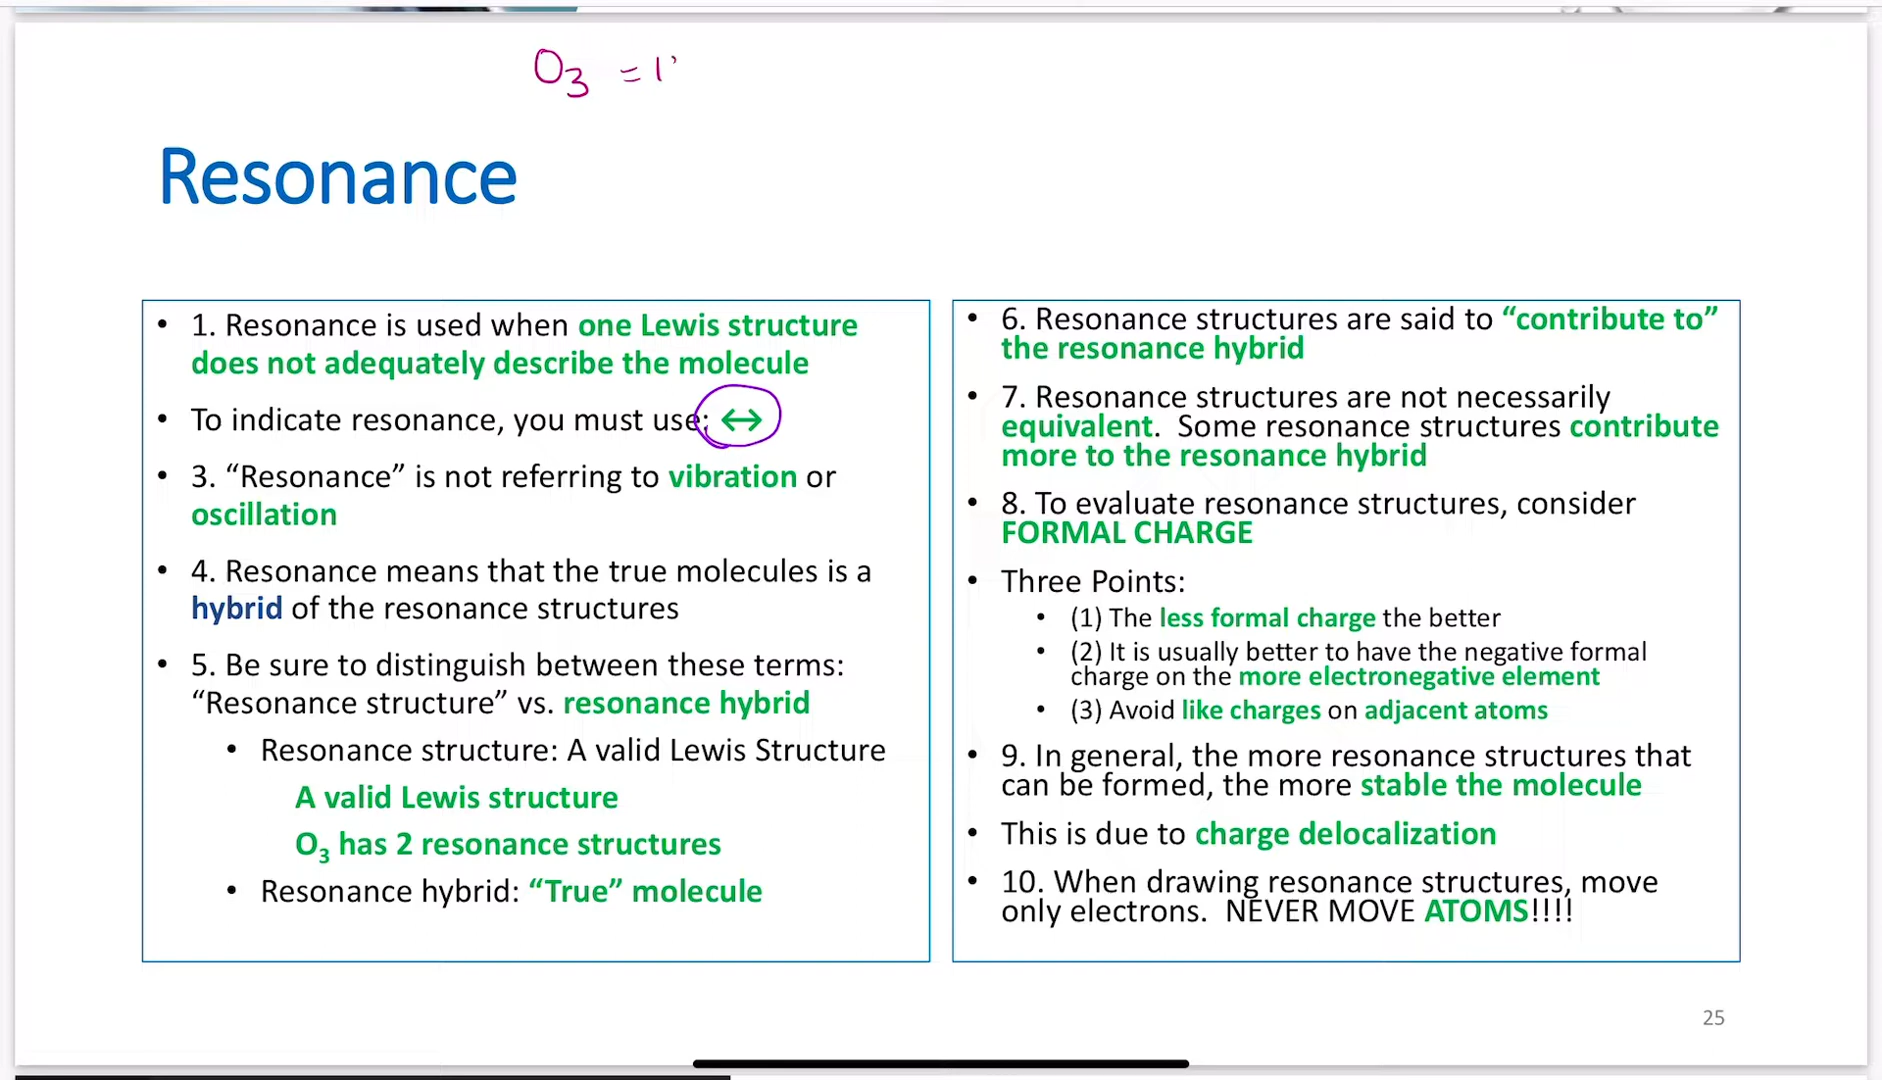 O₃ = 1'
Resonance
• 1. Resonance is used when one Lewis structure
does not adequately describe the molecule
• To indicate resonance, you must use: ↔
• 3. “Resonance” is not referring to vibration or
oscillation
• 4. Resonance means that the true molecules is a
hybrid of the resonance structures
• 5. Be sure to distinguish between these terms:
“Resonance structure” vs. resonance hybrid
• Resonance structure: A valid Lewis Structure
A valid Lewis structure
O₃ has 2 resonance structures
• Resonance hybrid: “True” molecule
• 6. Resonance structures are said to “contribute to”
the resonance hybrid
• 7. Resonance structures are not necessarily
equivalent. Some resonance structures contribute
more to the resonance hybrid
• 8. To evaluate resonance structures, consider
FORMAL CHARGE
• Three Points:
• (1) The less formal charge the better
• (2) It is usually better to have the negative formal
charge on the more electronegative element
• (3) Avoid like charges on adjacent atoms
• 9. In general, the more resonance structures that
can be formed, the more stable the molecule
• This is due to charge delocalization
• 10. When drawing resonance structures, move
only electrons. NEVER MOVE ATOMS!!!!
25